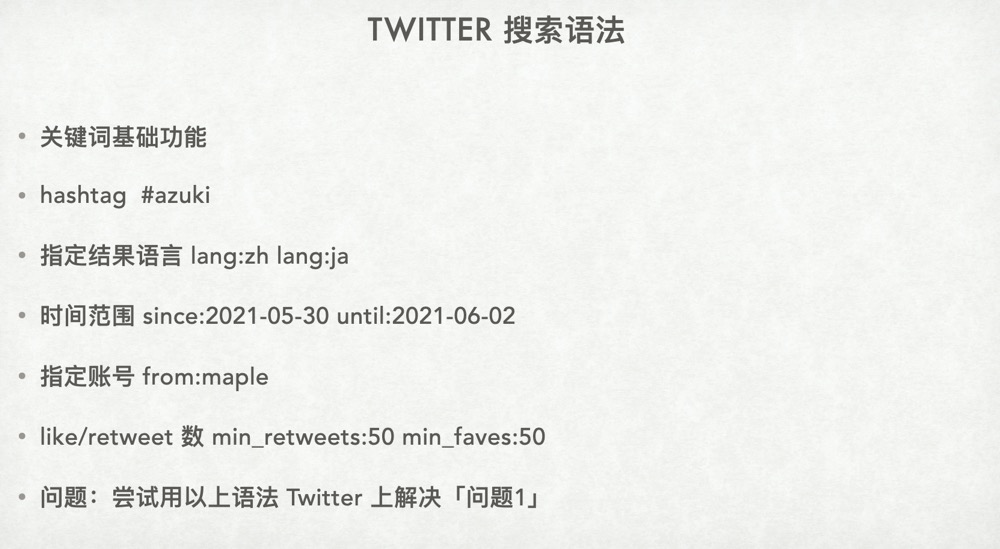 TWITTER 搜索语法
• 关键词基础功能
• hashtag  #azuki
• 指定结果语言 lang:zh lang:ja
• 时间范围 since:2021-05-30 until:2021-06-02
• 指定账号 from:maple
• like/retweet 数 min_retweets:50 min_faves:50
• 问题：尝试用以上语法 Twitter 上解决「问题1」